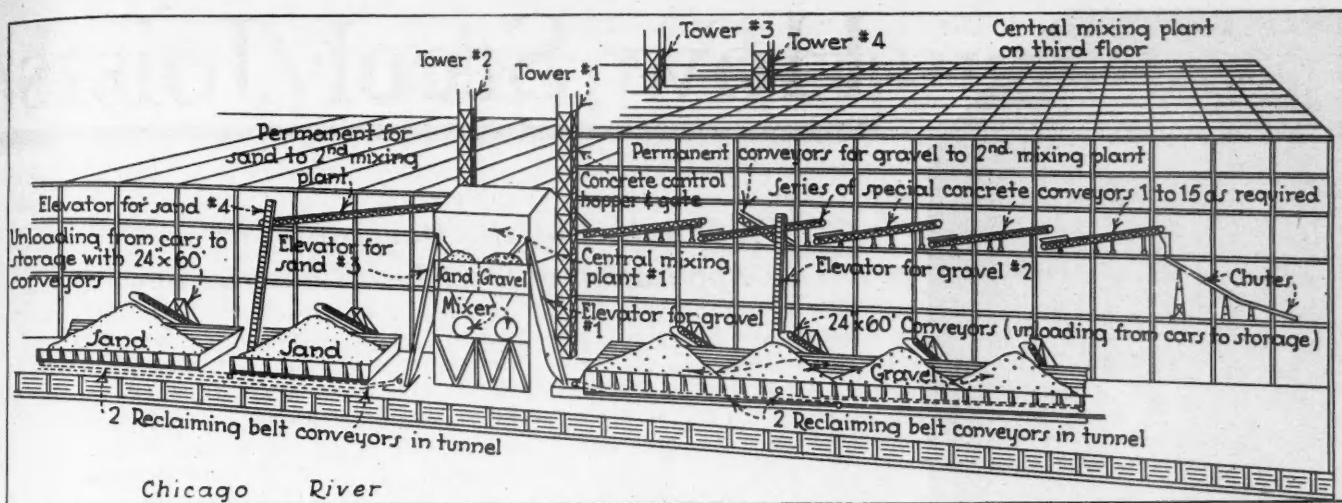 Tower #3
Tower #4
Central mixing plant
on third floor
Tower #2
Tower #1
Permanent for
sand to 2nd mixing
plant
Permanent conveyors for gravel to 2nd mixing plant
Concrete control
hopper & gate
Series of special concrete conveyors 1 to 15 as required
Elevator for sand #4
Unloading from cars to
storage with 24"x60'
conveyors
Elevator for
sand #3
Sand
Gravel
Mixer
Central mixing
plant #1
Elevator for gravel #2
Chutes
Elevator for gravel
#1
24"x60' Conveyors (unloading from cars to storage)
Sand
Sand
Gravel
2 Reclaiming belt conveyors in tunnel
2 Reclaiming belt conveyors in tunnel
Chicago River